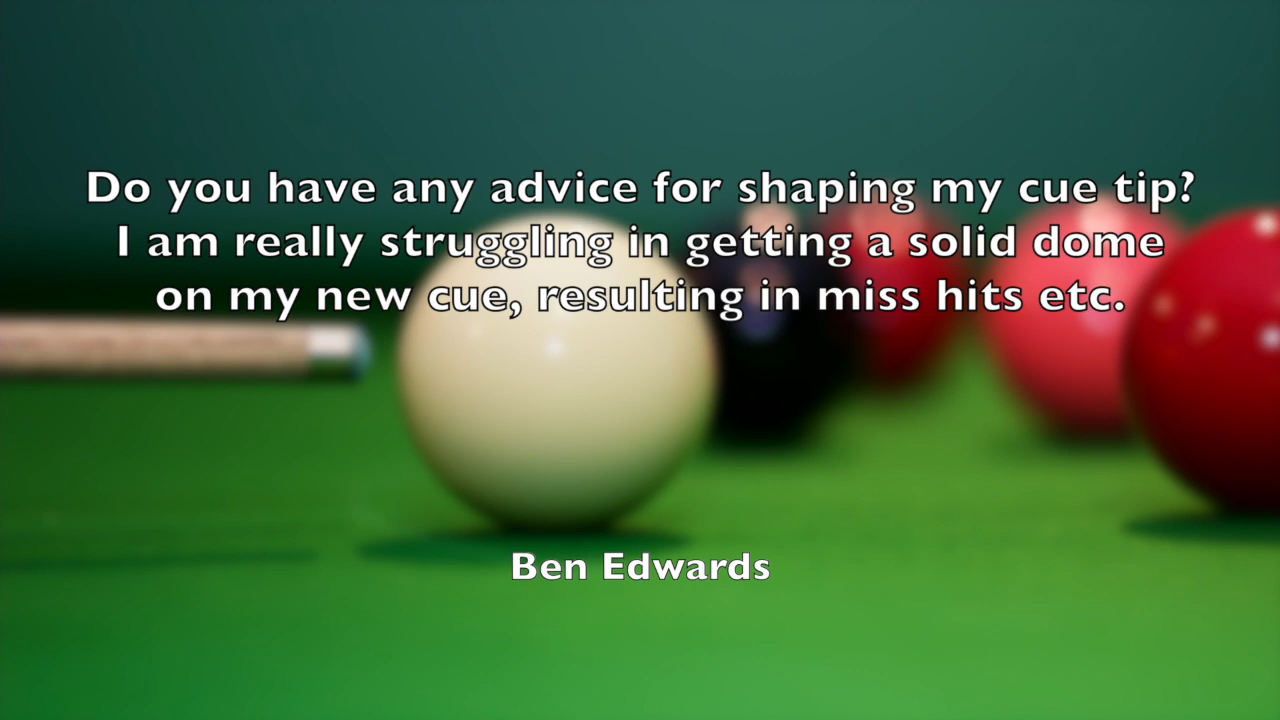 Do you have any advice for shaping my cue tip?
I am really struggling in getting a solid dome
on my new cue, resulting in miss hits etc.
Ben Edwards